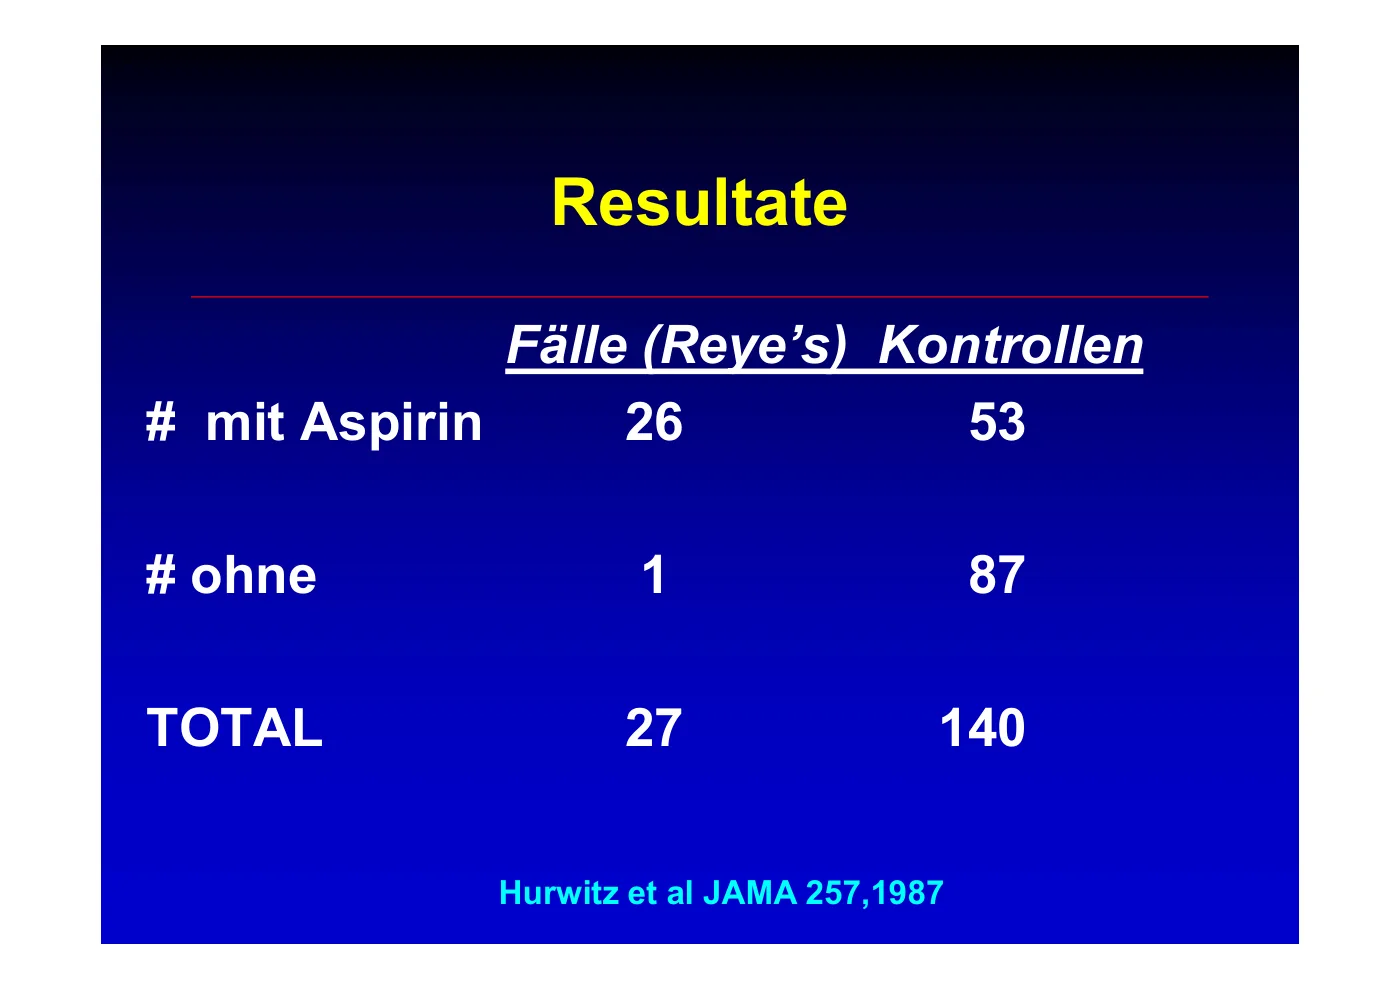 Resultate
Fälle (Reye’s) Kontrollen
# mit Aspirin 26 53
# ohne 1 87
TOTAL 27 140
Hurwitz et al JAMA 257,1987